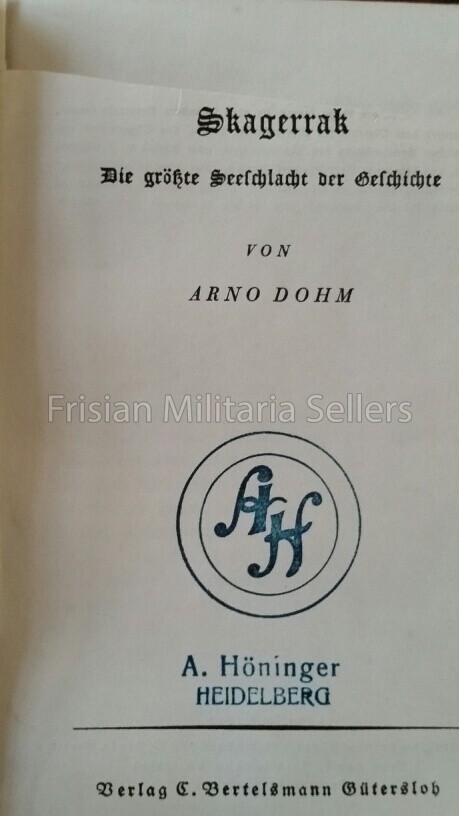 Skagerrak
Die größte Seeschlacht der Geschichte
VON
ARNO DOHM
Frisian Militaria Sellers
AH
A. Höninger
HEIDELBERG
Verlag C. Bertelsmann Gütersloh